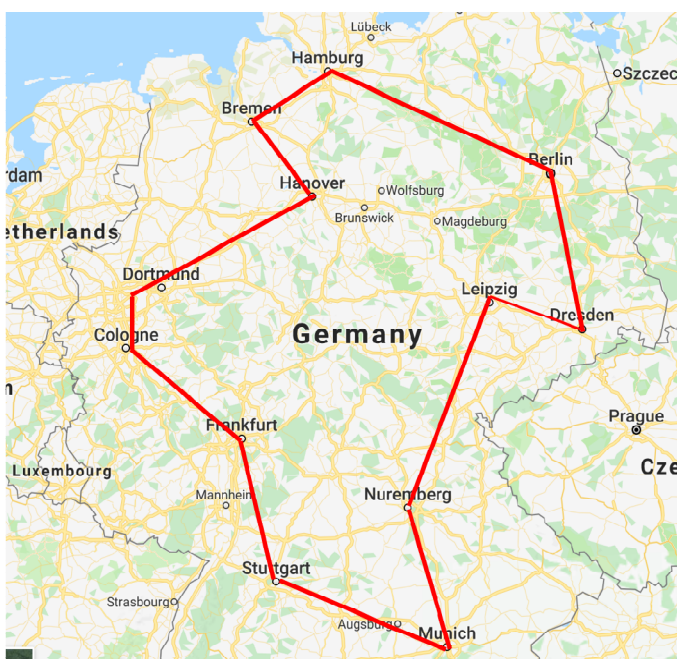 Lübeck
Hamburg
Szczec
Bremen
Berlin
rdam
Hanover
Wolfsburg
Brunswick
Magdeburg
etherlands
Dortmund
Leipzig
Dresden
Cologne
Germany
n
Prague
Frankfurt
Luxembourg
Cze
Mannheim
Nuremberg
Stuttgart
Strasbourg
Augsburg
Munich